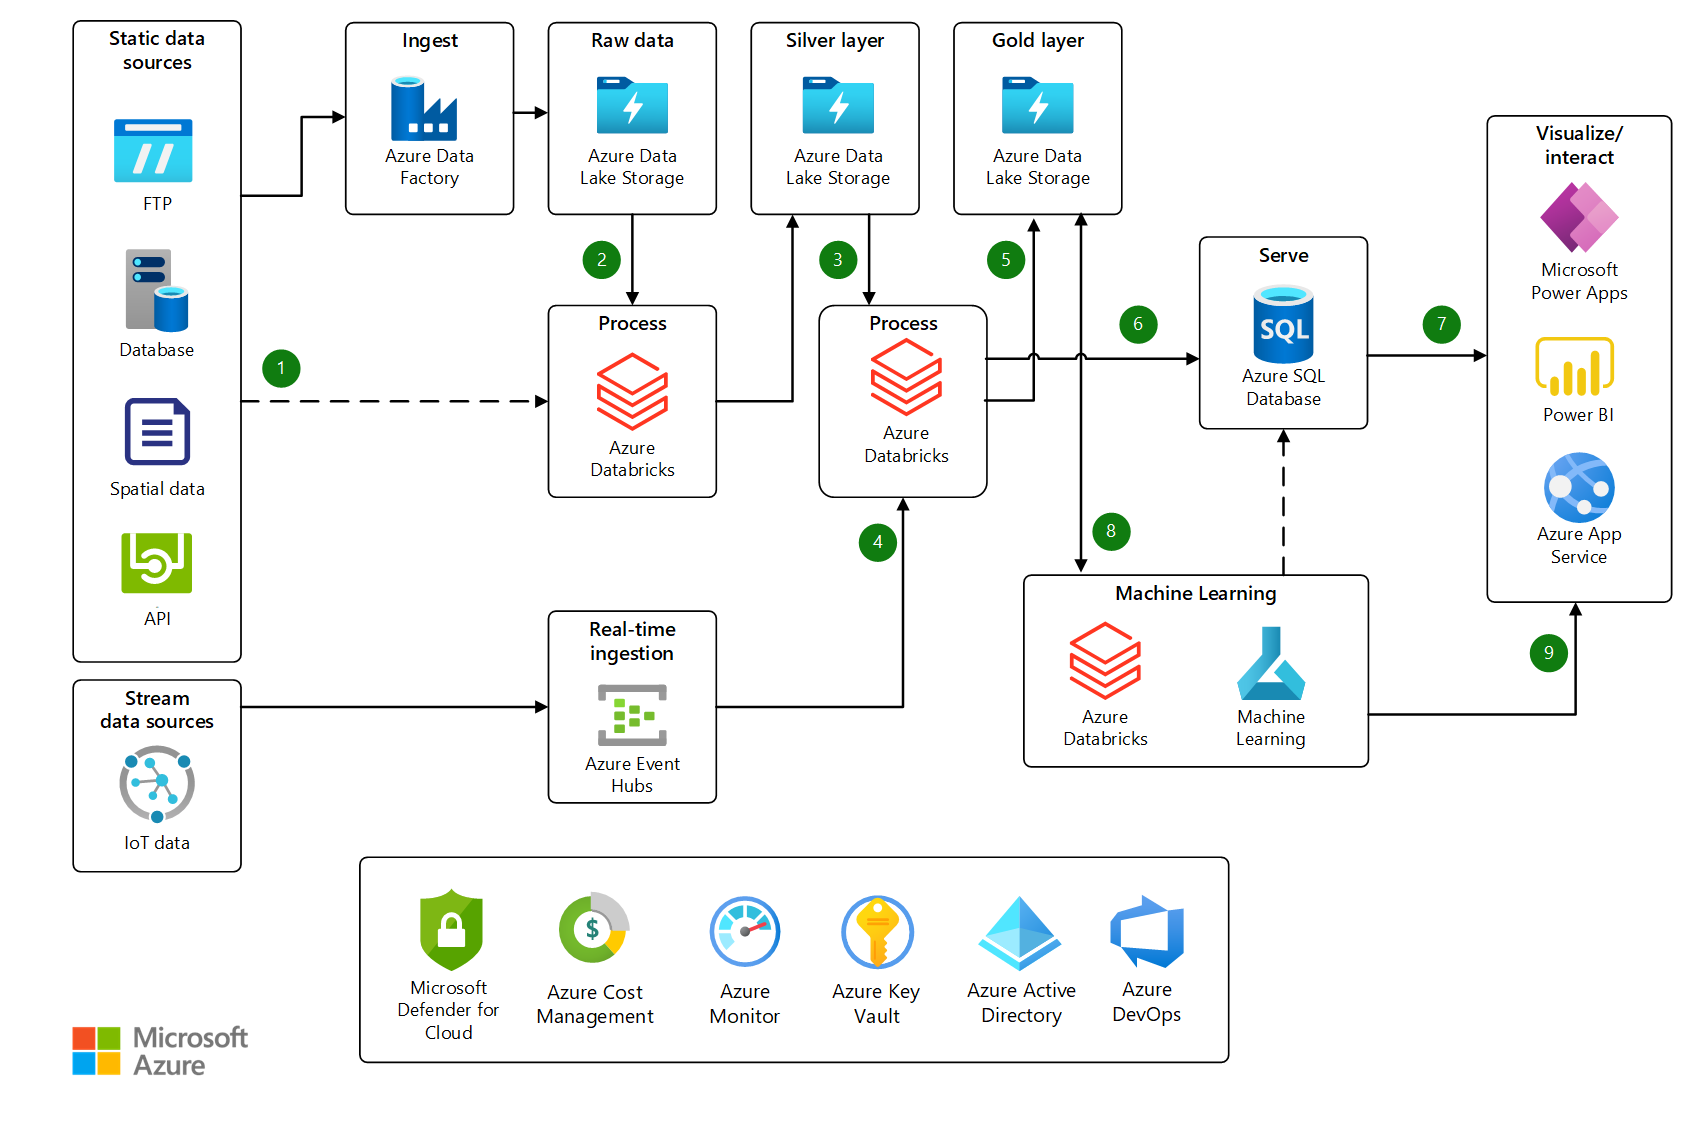 Static data
sources
FTP
Database
Spatial data
API
Stream
data sources
IoT data
1
Ingest
Azure Data
Factory
Raw data
Azure Data
Lake Storage
2
Process
Azure
Databricks
Real-time
ingestion
Azure Event
Hubs
Silver layer
Azure Data
Lake Storage
3
Process
Azure
Databricks
4
Gold layer
Azure Data
Lake Storage
5
6
Serve
SQL
Azure SQL
Database
7
8
Machine Learning
Azure
Databricks
Machine
Learning
9
Visualize/
interact
Microsoft
Power Apps
Power BI
Azure App
Service
Microsoft
Defender for
Cloud
$
Azure Cost
Management
Azure
Monitor
Azure Key
Vault
Azure Active
Directory
Azure
DevOps
Microsoft
Azure